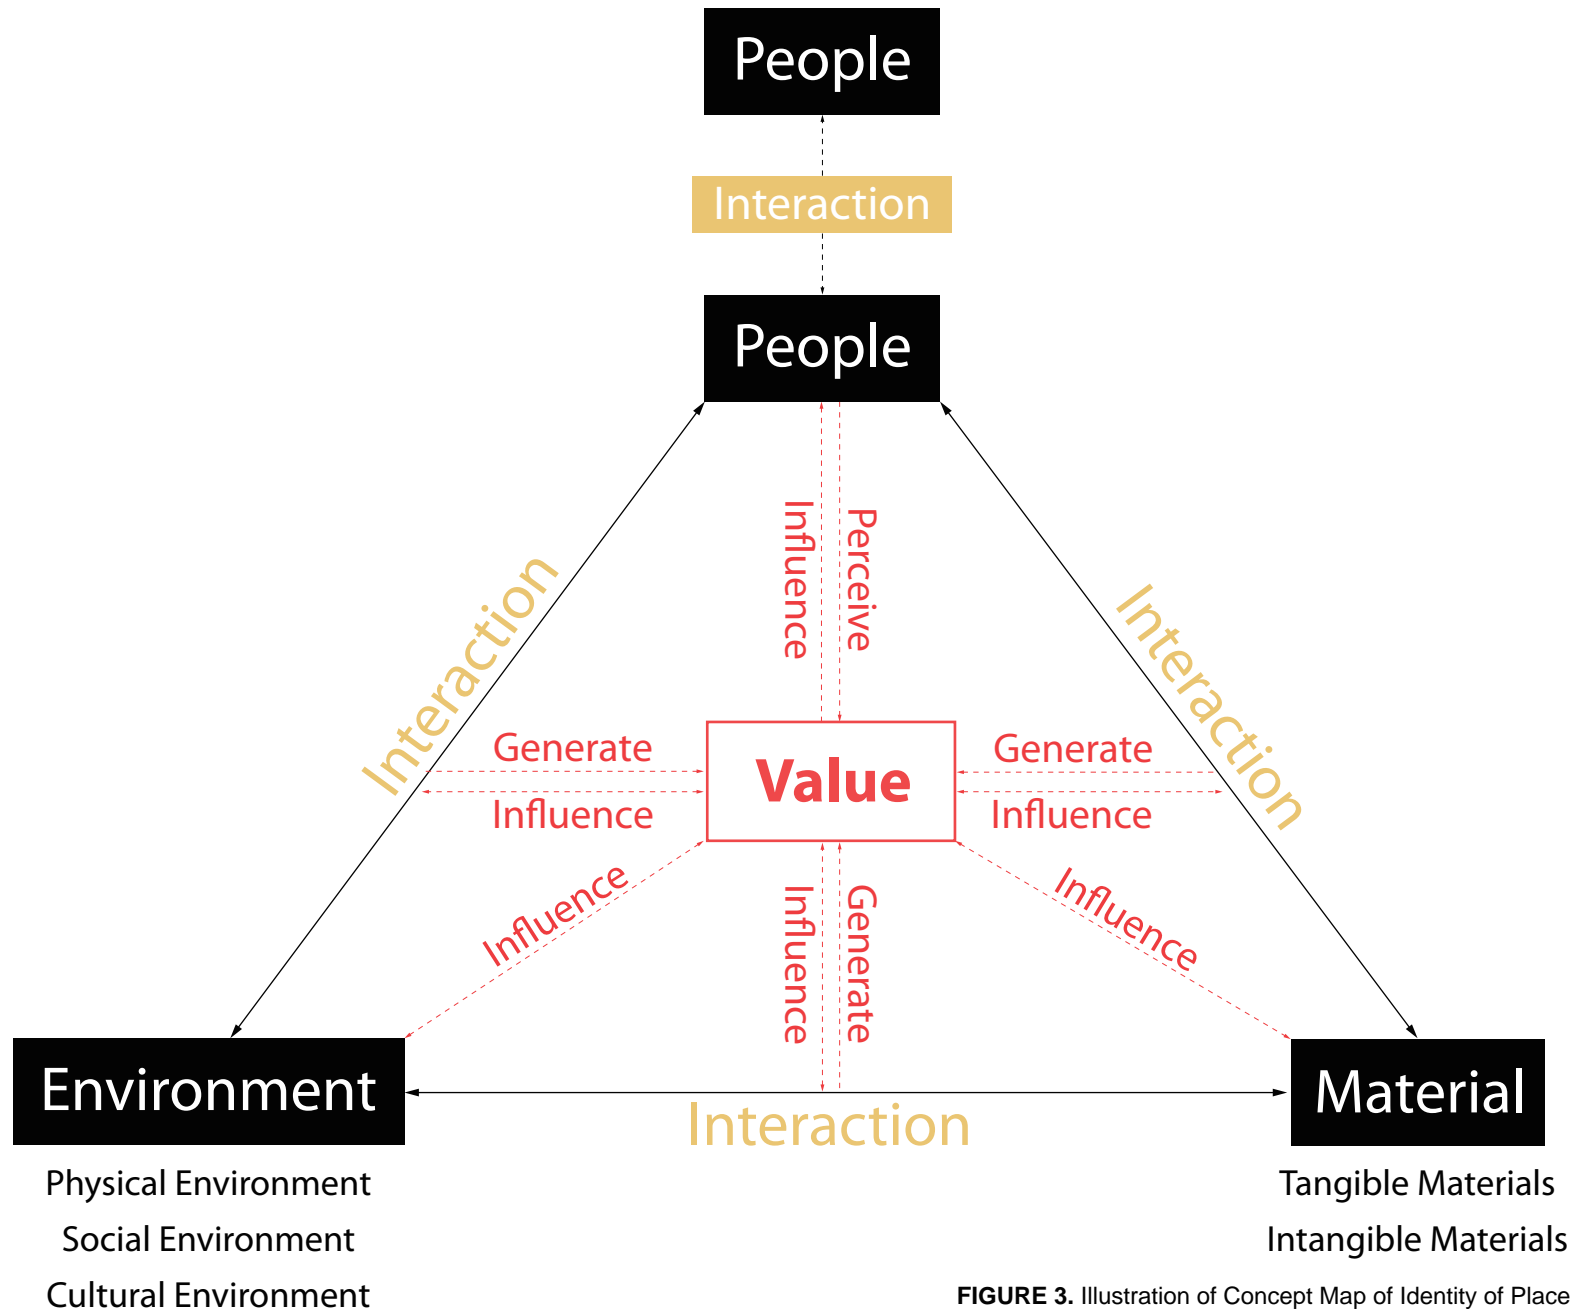 People
Interaction
People
Influence
Perceive
Interaction
Interaction
Generate
Generate
Value
Influence
Influence
Influence
Influence
Influence
Generate
Environment
Material
Interaction
Physical Environment
Tangible Materials
Social Environment
Intangible Materials
Cultural Environment
FIGURE 3. Illustration of Concept Map of Identity of Place